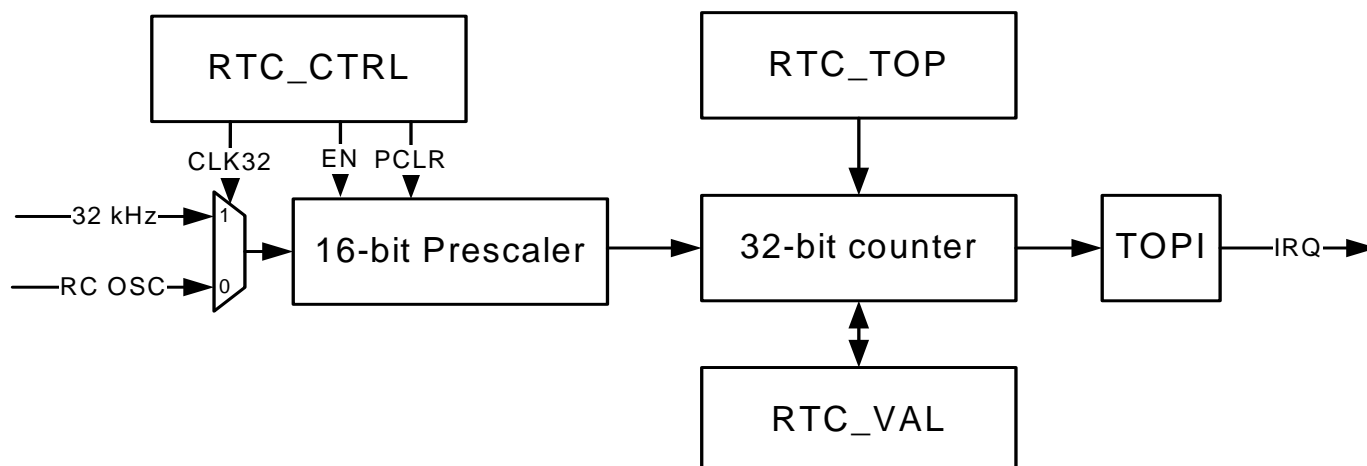 RTC_CTRL
RTC_TOP
CLK32
EN
PCLR
32 kHz
1
16-bit Prescaler
32-bit counter
TOPI
IRQ
RC OSC
0
RTC_VAL